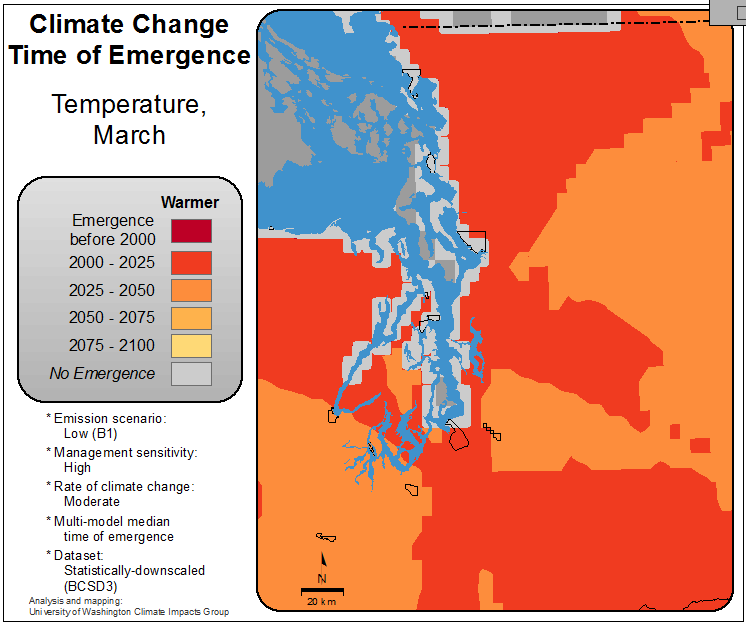 Climate Change
Time of Emergence
Temperature,
March
Warmer
Emergence
before 2000
2000 - 2025
2025 - 2050
2050 - 2075
2075 - 2100
No Emergence
* Emission scenario:
Low (B1)
* Management sensitivity:
High
* Rate of climate change:
Moderate
* Multi-model median
time of emergence
* Dataset:
Statistically-downscaled
(BCSD3)
Analysis and mapping:
University of Washington Climate Impacts Group
N
20 km